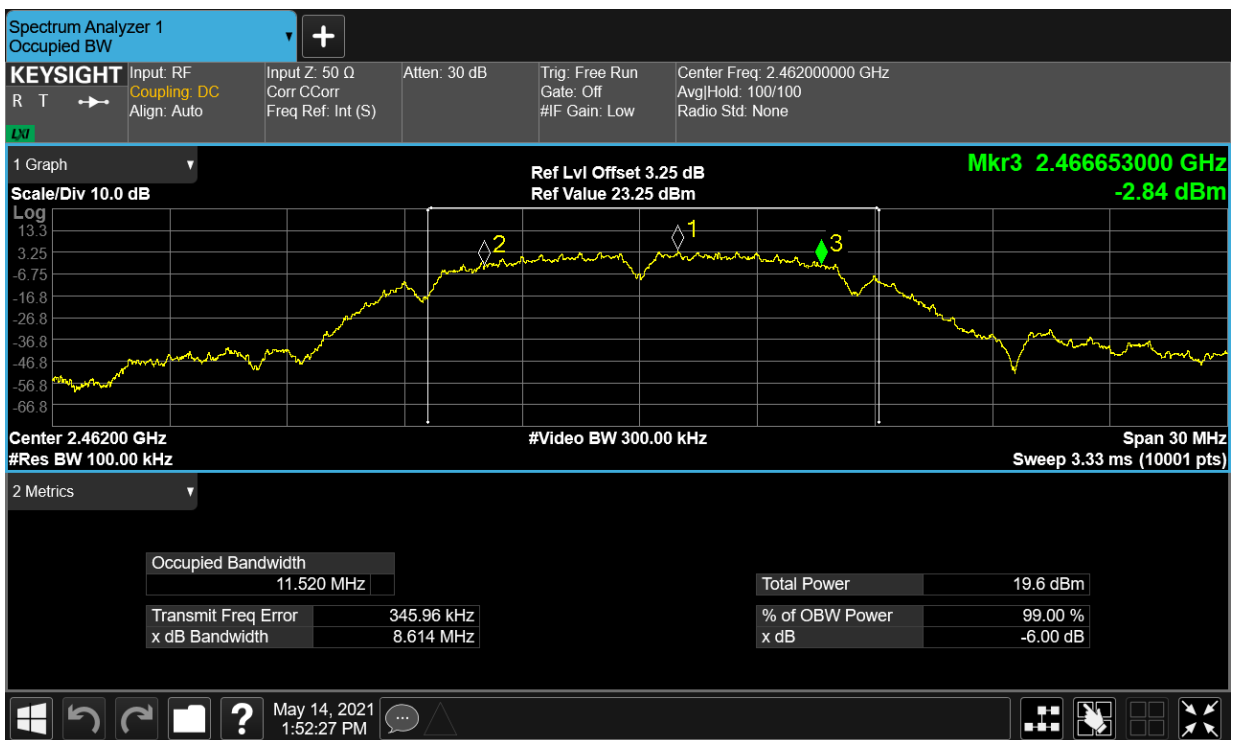 Spectrum Analyzer 1
Occupied BW
KEYSIGHT
R T
LXI
Input: RF
Coupling: DC
Align: Auto
Input Z: 50 Ω
Corr CCorr
Freq Ref: Int (S)
Atten: 30 dB
Trig: Free Run
Gate: Off
#IF Gain: Low
Center Freq: 2.462000000 GHz
Avg|Hold: 100/100
Radio Std: None
1 Graph
Scale/Div 10.0 dB
Ref Lvl Offset 3.25 dB
Ref Value 23.25 dBm
Mkr3 2.466653000 GHz
-2.84 dBm
Log
13.3
3.25
-6.75
-16.8
-26.8
-36.8
-46.8
-56.8
-66.8
2
1
3
Center 2.46200 GHz
#Res BW 100.00 kHz
#Video BW 300.00 kHz
Span 30 MHz
Sweep 3.33 ms (10001 pts)
2 Metrics
Occupied Bandwidth
11.520 MHz
Transmit Freq Error 345.96 kHz
x dB Bandwidth 8.614 MHz
Total Power 19.6 dBm
% of OBW Power 99.00 %
x dB -6.00 dB
?
May 14, 2021
1:52:27 PM